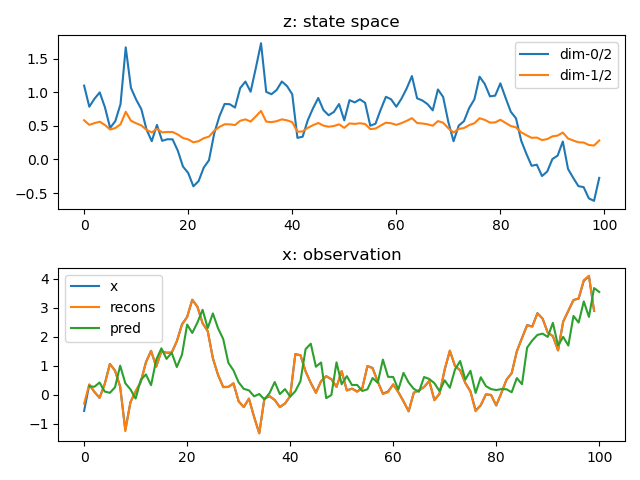 z: state space
dim-0/2
dim-1/2
1.5
1.0
0.5
0.0
−0.5
0 20 40 60 80 100
x: observation
x
recons
pred
4
3
2
1
0
−1
0 20 40 60 80 100